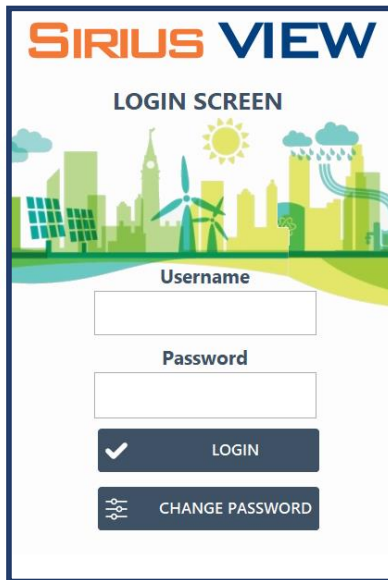 SIRIUS VIEW
LOGIN SCREEN
Username
Password
LOGIN
CHANGE PASSWORD